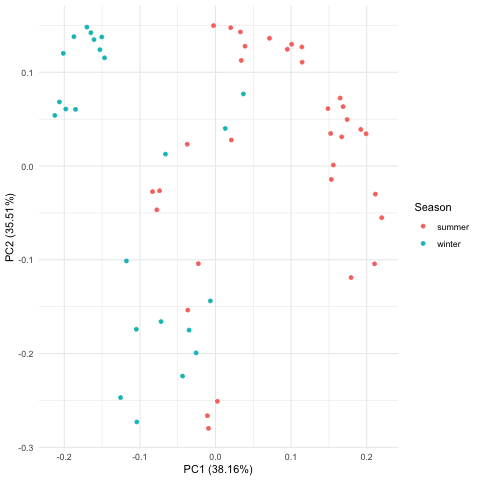 0.1
0.0
-0.1
-0.2
-0.3
PC2 (35.51%)
-0.2
-0.1
0.0
0.1
0.2
PC1 (38.16%)
Season
summer
winter